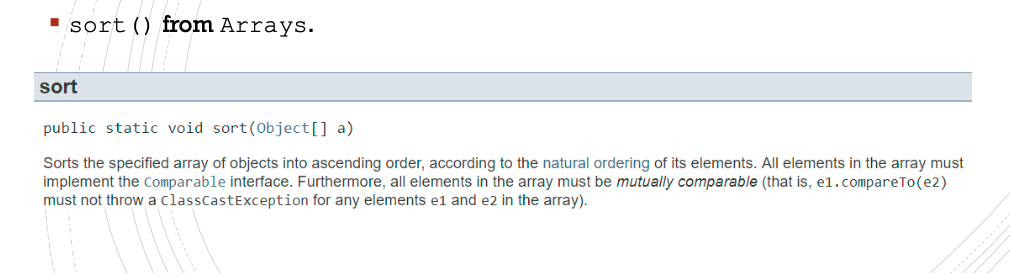 sort() from Arrays.
sort
public static void sort(Object[] a)
Sorts the specified array of objects into ascending order, according to the natural ordering of its elements. All elements in the array must
implement the Comparable interface. Furthermore, all elements in the array must be mutually comparable (that is, e1.compareTo(e2)
must not throw a ClassCastException for any elements e1 and e2 in the array).